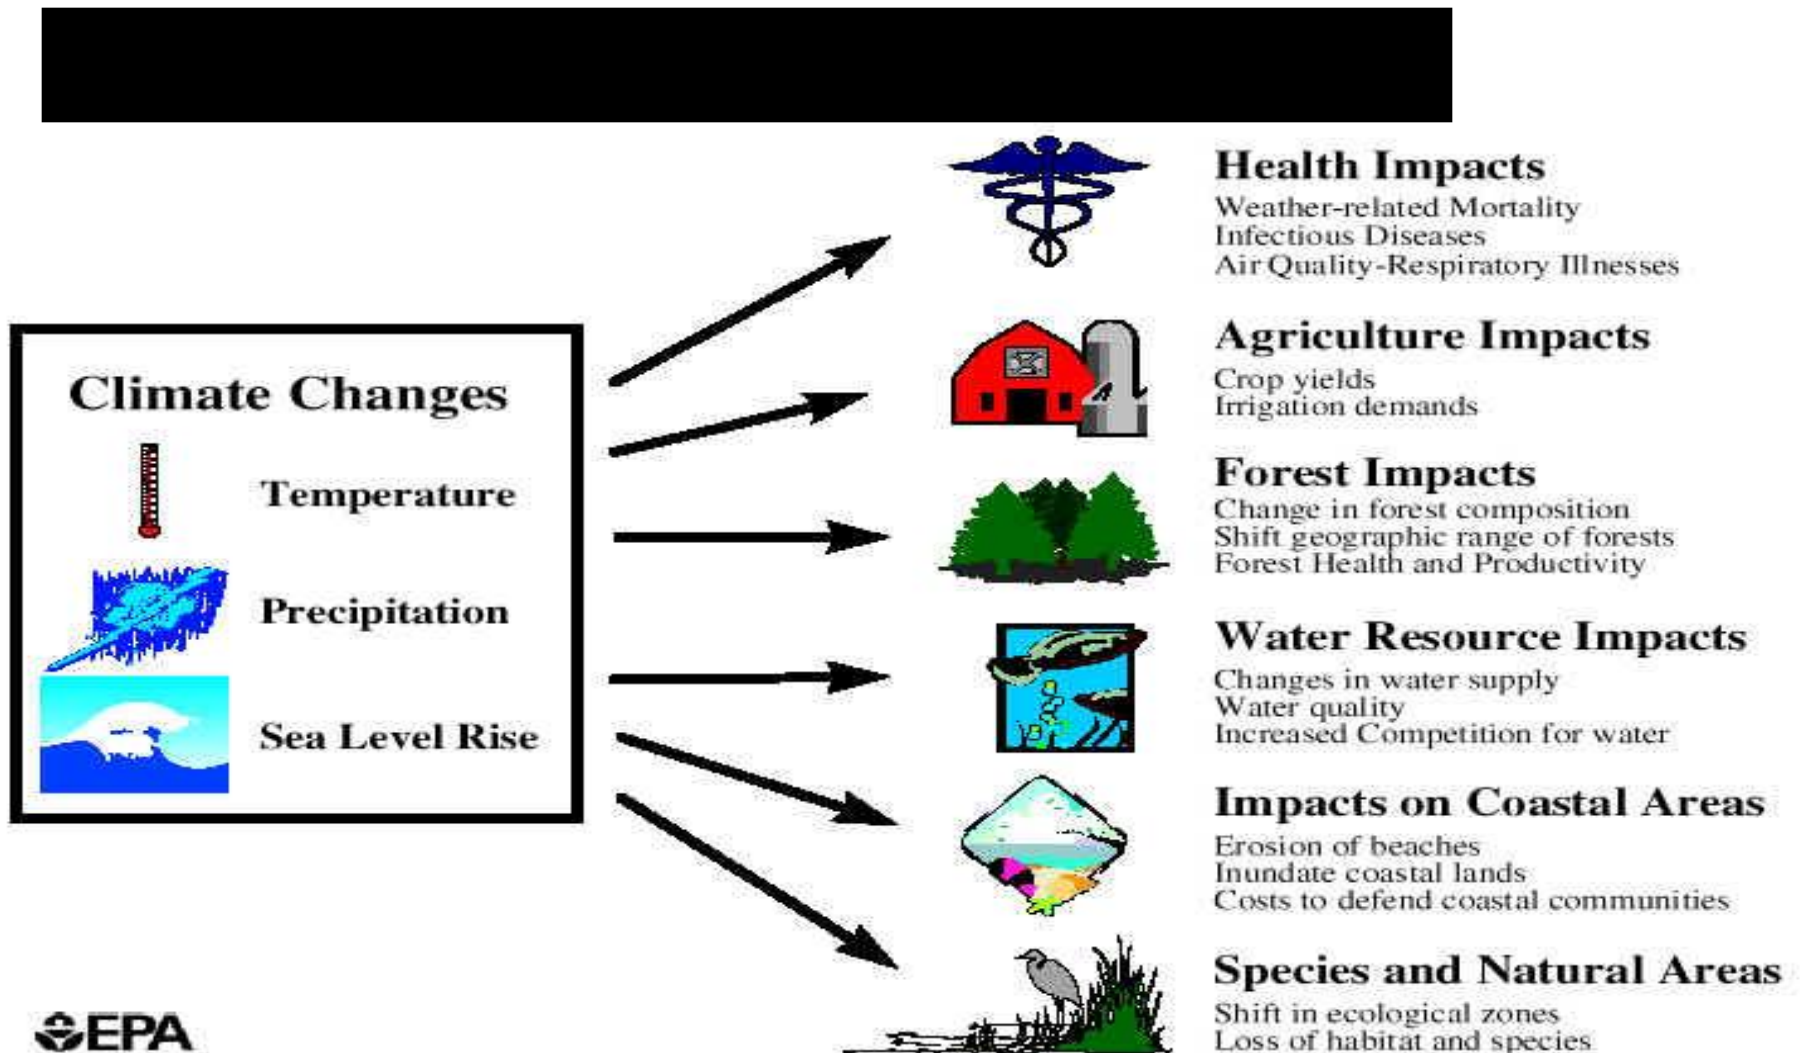 Climate Changes
Temperature
Precipitation
Sea Level Rise
Health Impacts
Weather-related Mortality
Infectious Diseases
Air Quality-Respiratory Illnesses
Agriculture Impacts
Crop yields
Irrigation demands
Forest Impacts
Change in forest composition
Shift geographic range of forests
Forest Health and Productivity
Water Resource Impacts
Changes in water supply
Water quality
Increased Competition for water
Impacts on Coastal Areas
Erosion of beaches
Inundate coastal lands
Costs to defend coastal communities
Species and Natural Areas
Shift in ecological zones
Loss of habitat and species
EPA